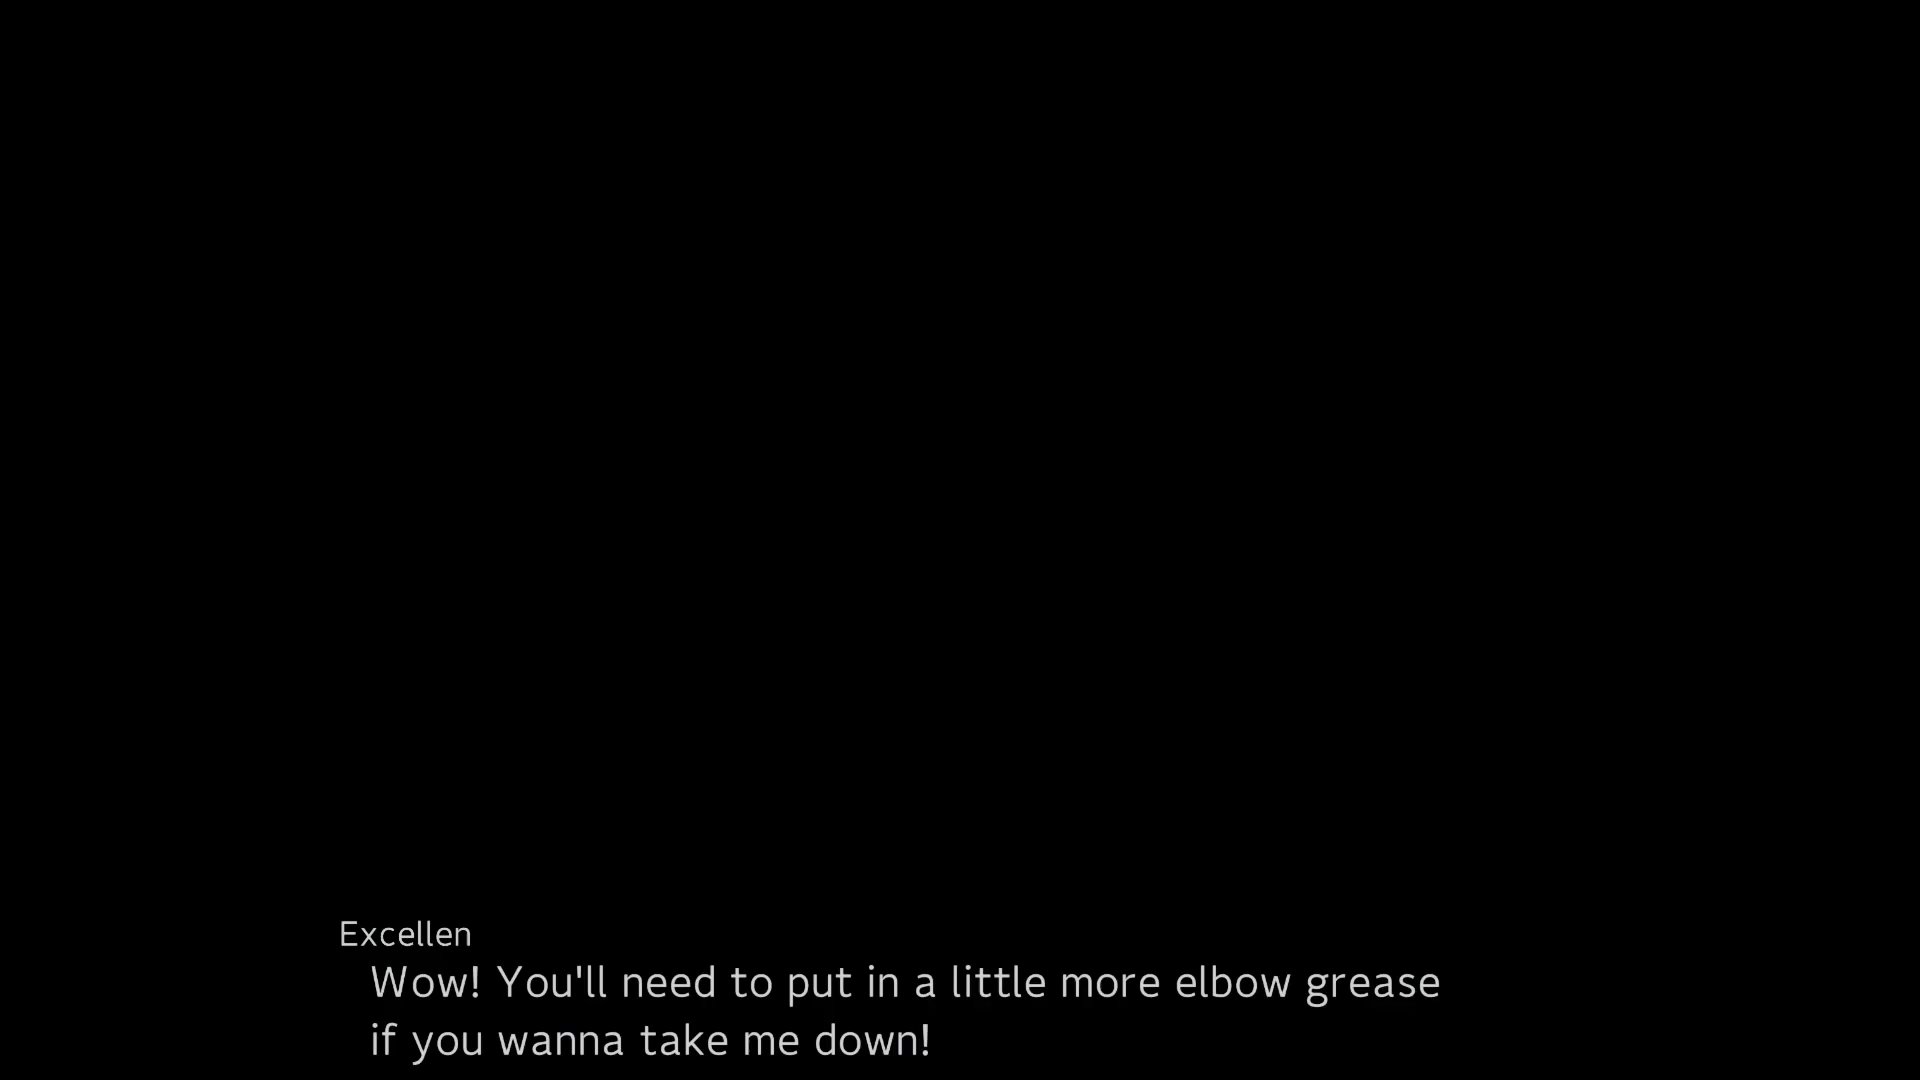 Excellen
Wow! You'll need to put in a little more elbow grease
if you wanna take me down!